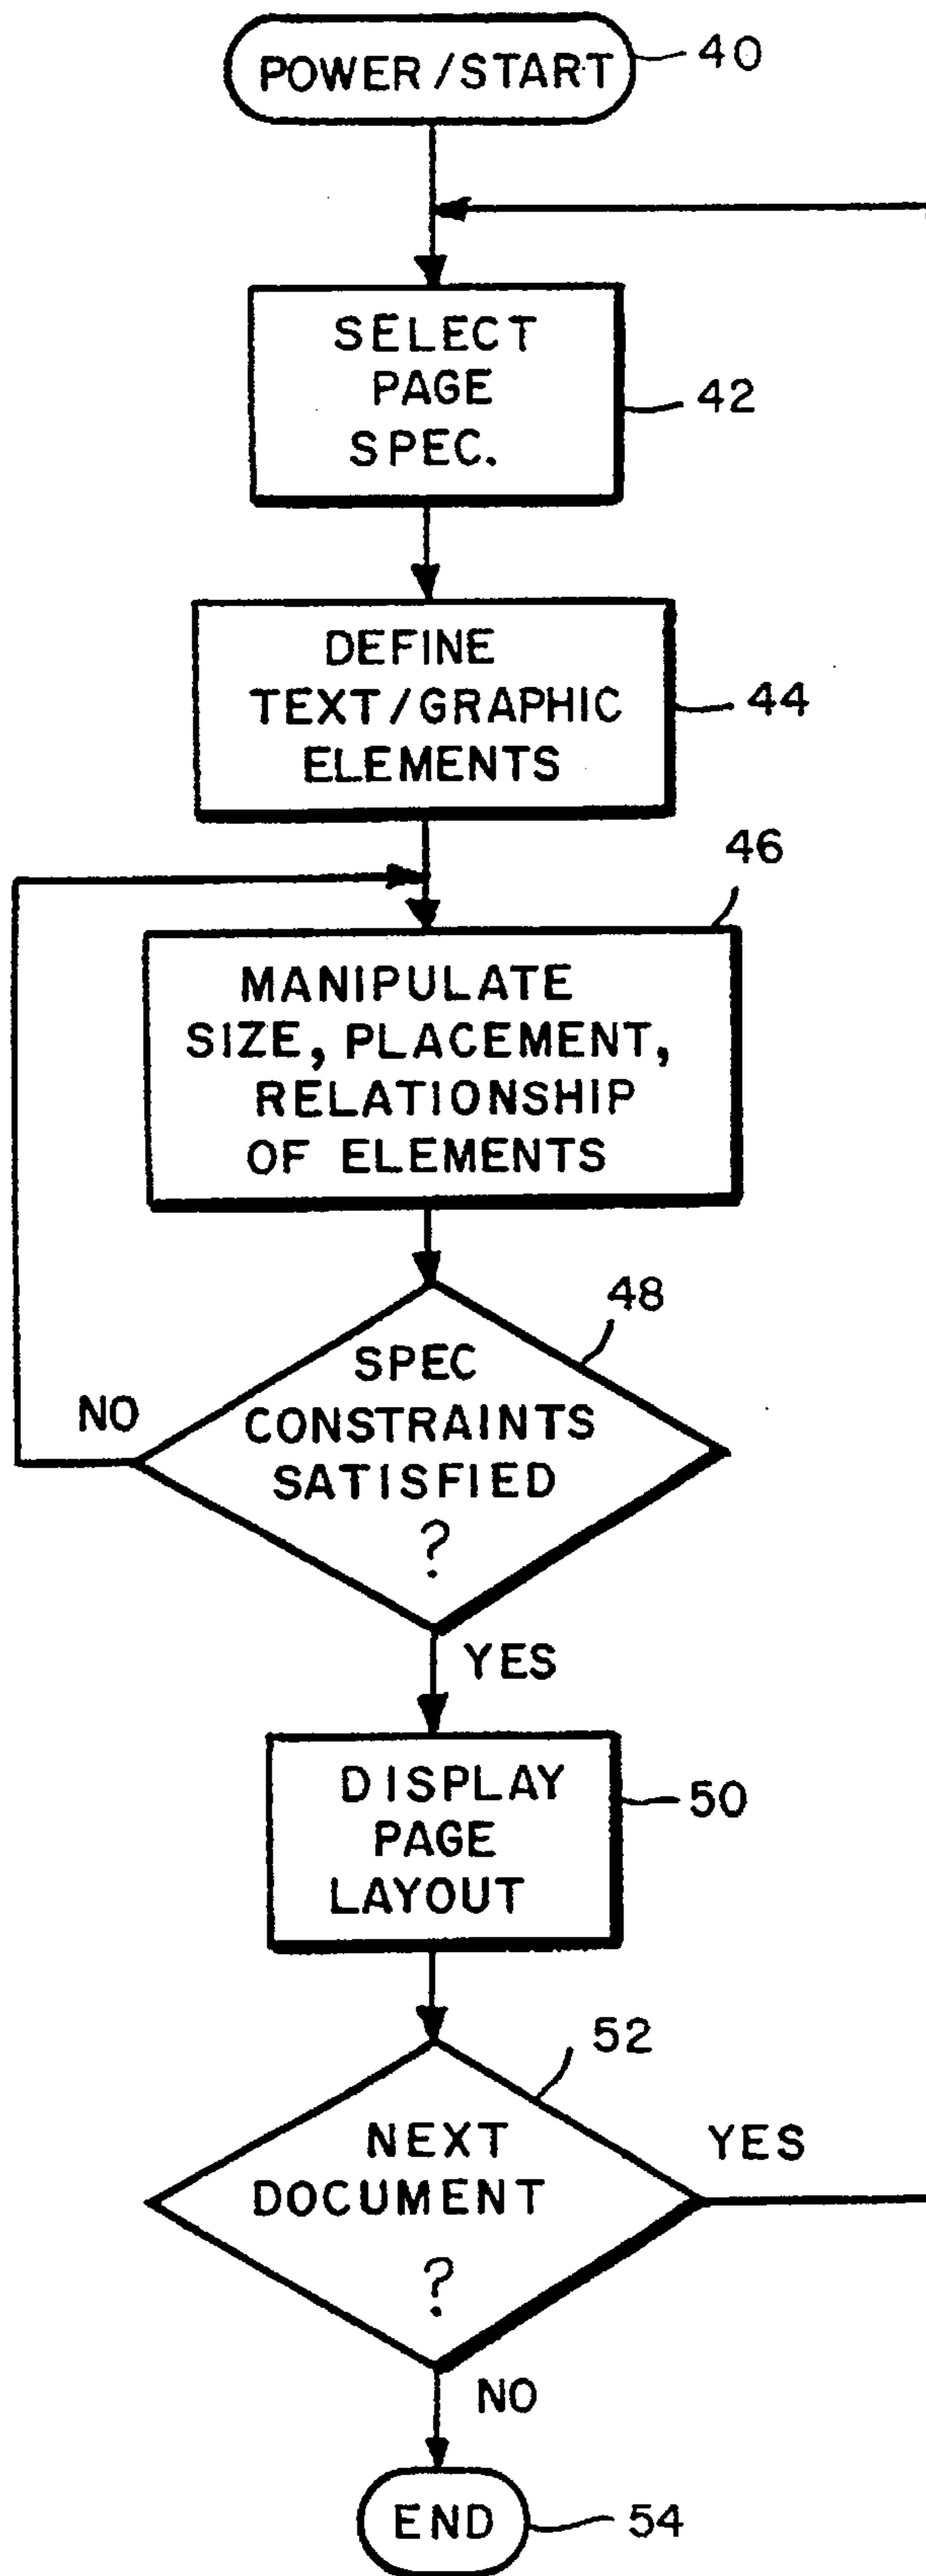 POWER/START
40
SELECT
PAGE
SPEC.
42
DEFINE
TEXT/GRAPHIC
ELEMENTS
44
46
MANIPULATE
SIZE, PLACEMENT,
RELATIONSHIP
OF ELEMENTS
48
SPEC
CONSTRAINTS
SATISFIED
?
NO
YES
DISPLAY
PAGE
LAYOUT
50
52
NEXT
DOCUMENT
?
YES
NO
END
54